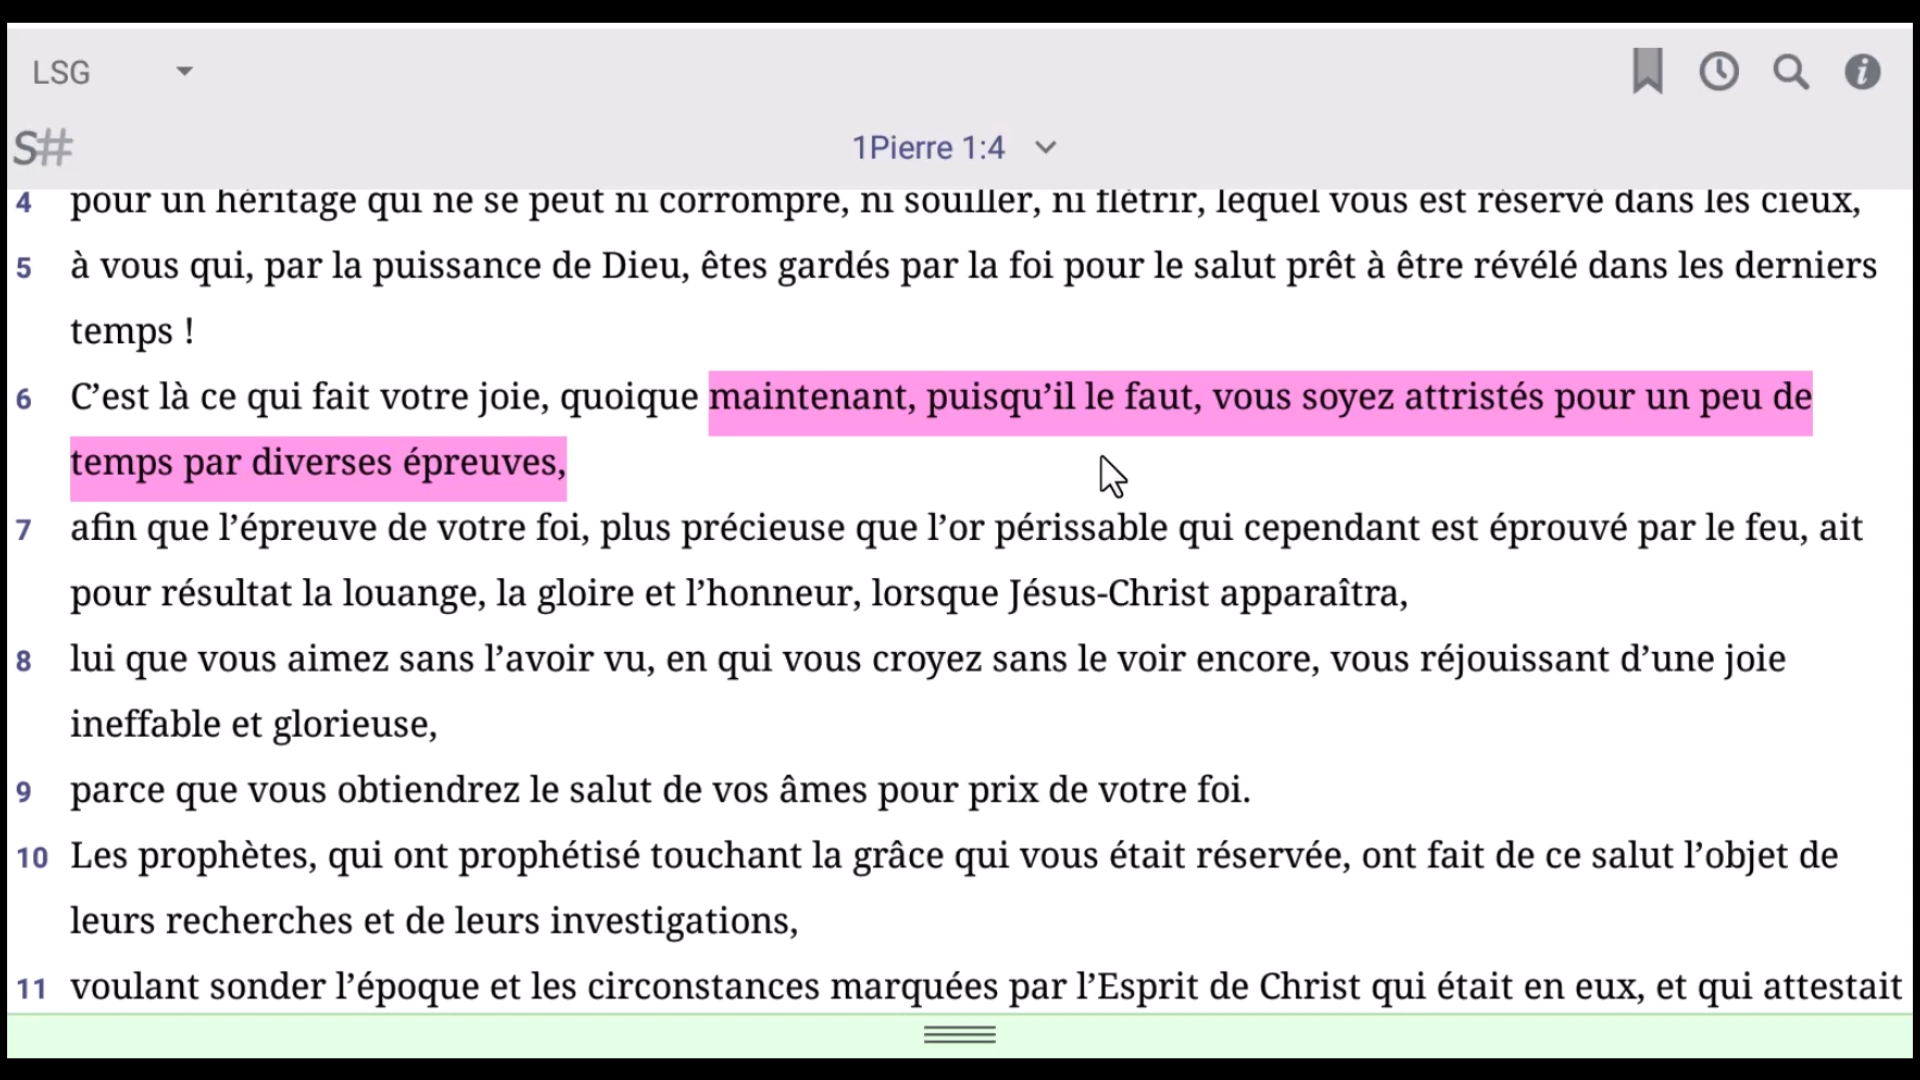 LSG
S#
1Pierre 1:4
4 pour un héritage qui ne se peut ni corrompre, ni souiller, ni flétrir, lequel vous est réservé dans les cieux,
5 à vous qui, par la puissance de Dieu, êtes gardés par la foi pour le salut prêt à être révélé dans les derniers
temps !
6 C’est là ce qui fait votre joie, quoique maintenant, puisqu’il le faut, vous soyez attristés pour un peu de
temps par diverses épreuves,
7 afin que l’épreuve de votre foi, plus précieuse que l’or périssable qui cependant est éprouvé par le feu, ait
pour résultat la louange, la gloire et l’honneur, lorsque Jésus-Christ apparaîtra,
8 lui que vous aimez sans l’avoir vu, en qui vous croyez sans le voir encore, vous réjouissant d’une joie
ineffable et glorieuse,
9 parce que vous obtiendrez le salut de vos âmes pour prix de votre foi.
10 Les prophètes, qui ont prophétisé touchant la grâce qui vous était réservée, ont fait de ce salut l’objet de
leurs recherches et de leurs investigations,
11 voulant sonder l’époque et les circonstances marquées par l’Esprit de Christ qui était en eux, et qui attestait